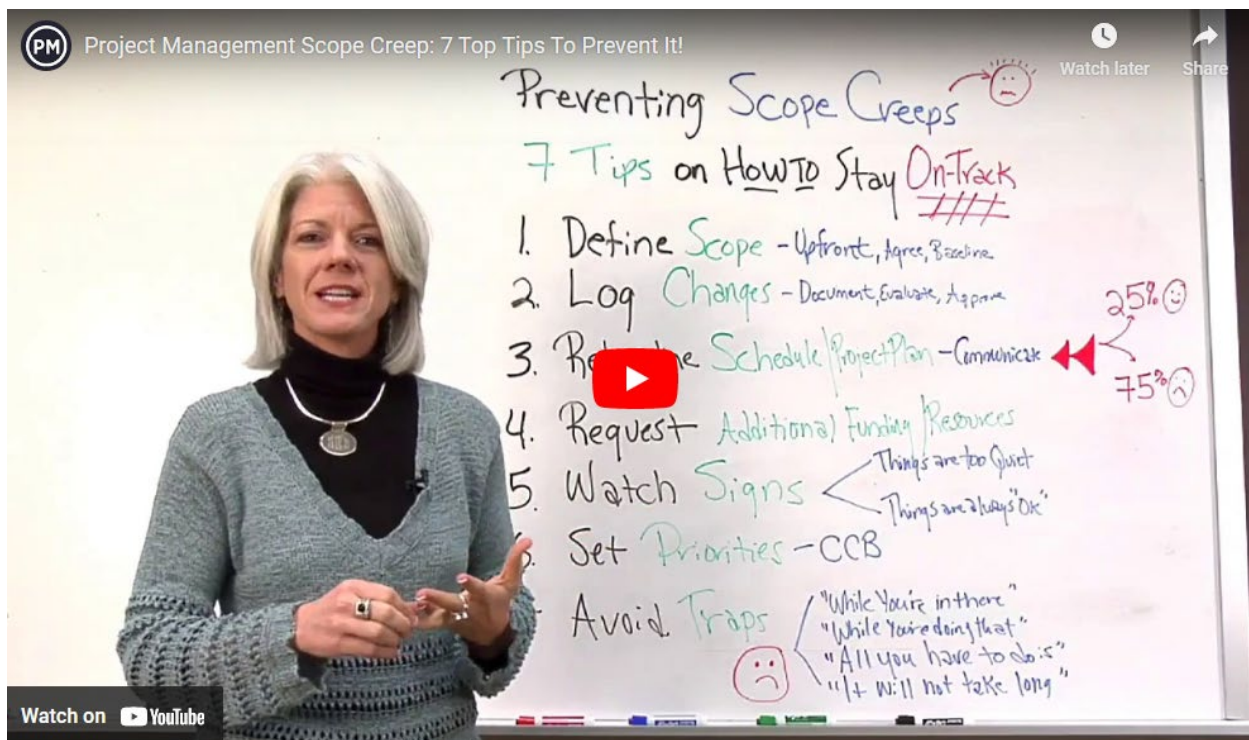 PM Project Management Scope Creep: 7 Top Tips To Prevent It!
Watch later
Share
Preventing Scope Creeps
7 Tips on How To Stay On-Track
1. Define Scope - Upfront, Agree, Baseline
2. Log Changes - Document, Evaluate, Approve
25%
3. Schedule/Project Plan - Communicate
75%
4. Request Additional Funding/Resources
5. Watch Signs
Things are too Quiet
Things are always "OK"
Set Priorities - CCB
Avoid Traps
"While You're in there"
"While You're doing that"
"All you have to do is"
"It will not take long"
Watch on YouTube